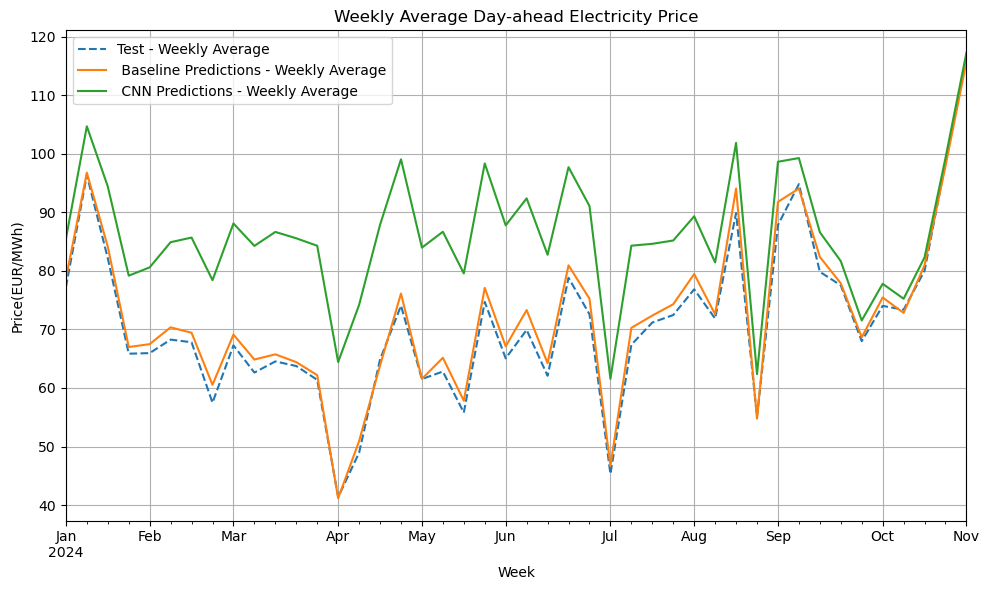 Weekly Average Day-ahead Electricity Price
Test - Weekly Average
Baseline Predictions - Weekly Average
CNN Predictions - Weekly Average
120
110
100
90
80
70
60
50
40
Price(EUR/MWh)
Jan Feb Mar Apr May Jun Jul Aug Sep Oct Nov
2024
Week